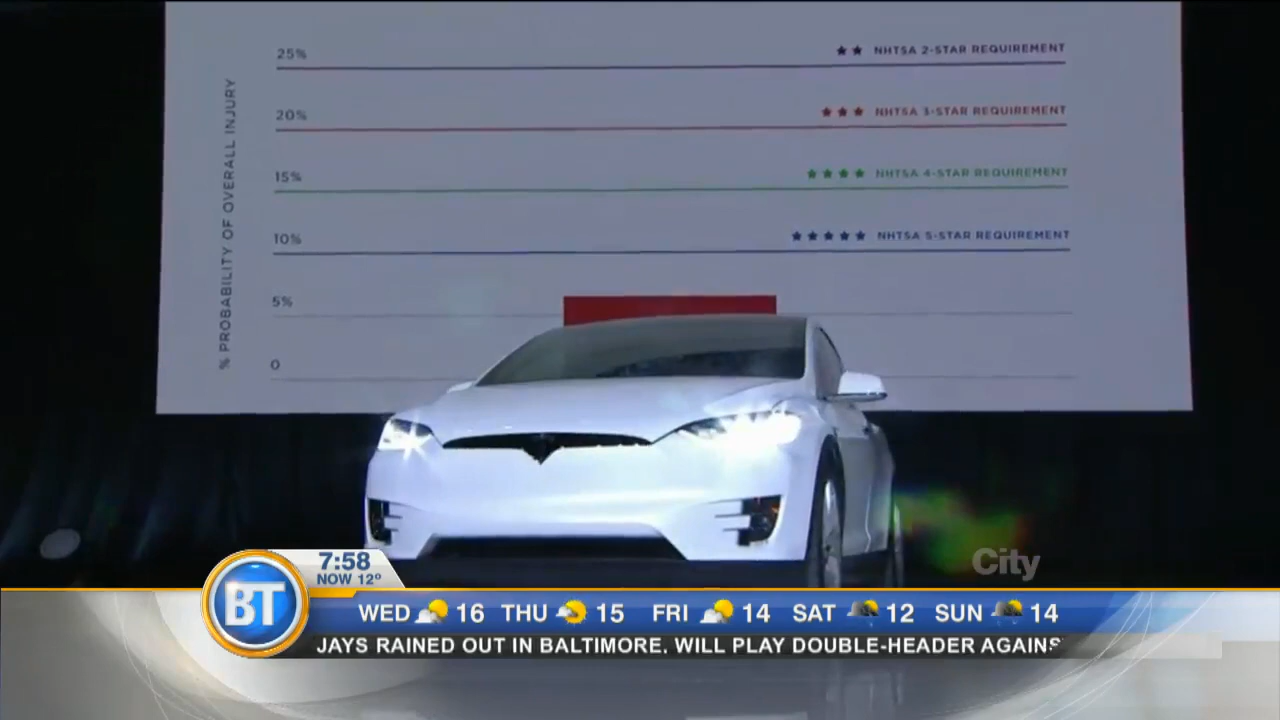 25%
★★ NHTSA 2-STAR REQUIREMENT
20%
★★★ NHTSA 3-STAR REQUIREMENT
15%
★★★★ NHTSA 4-STAR REQUIREMENT
10%
★★★★★ NHTSA 5-STAR REQUIREMENT
5%
0
% PROBABILITY OF OVERALL INJURY
City
7:58
NOW 12°
BT
WED 16 THU 15 FRI 14 SAT 12 SUN 14
JAYS RAINED OUT IN BALTIMORE, WILL PLAY DOUBLE-HEADER AGAINS